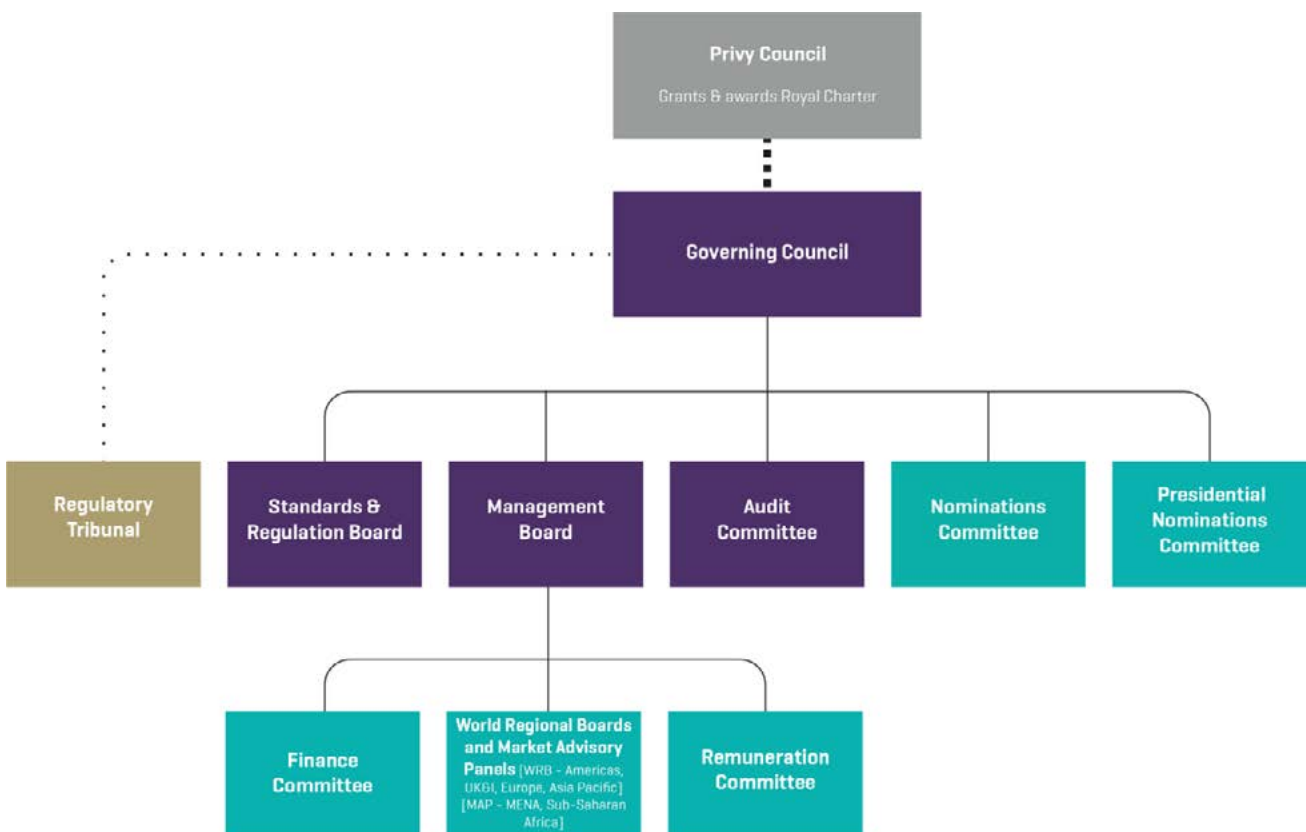 Privy Council
Grants & awards Royal Charter
Governing Council
Regulatory
Tribunal
Standards &
Regulation Board
Management
Board
Audit
Committee
Nominations
Committee
Presidential
Nominations
Committee
Finance
Committee
World Regional Boards
and Market Advisory
Panels [WRB - Americas,
UK&I, Europe, Asia Pacific]
[MAP - MENA, Sub-Saharan
Africa]
Remuneration
Committee